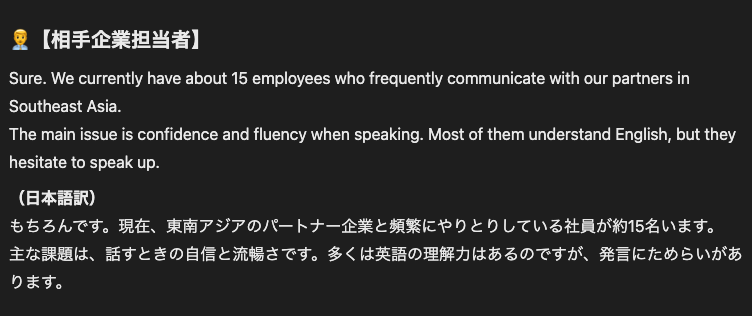 👨‍💼【相手企業担当者】
Sure. We currently have about 15 employees who frequently communicate with our partners in
Southeast Asia.
The main issue is confidence and fluency when speaking. Most of them understand English, but they
hesitate to speak up.
（日本語訳）
もちろんです。現在、東南アジアのパートナー企業と頻繁にやりとりしている社員が約15名います。
主な課題は、話すときの自信と流暢さです。多くは英語の理解力はあるのですが、発言にためらいがあ
ります。